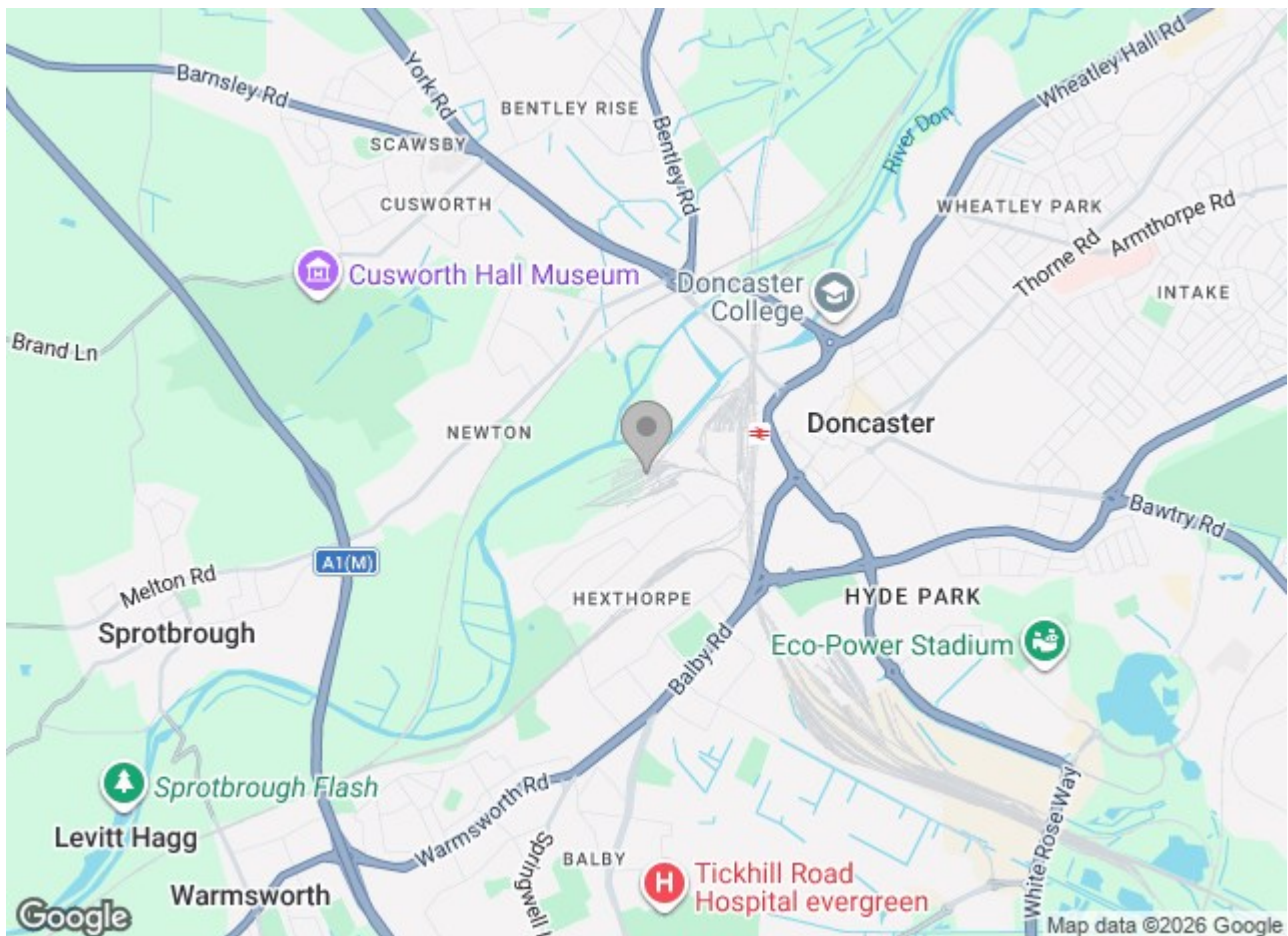 Barnsley Rd
York Rd
BENTLEY RISE
Bentley Rd
Wheatley Hall Rd
SCAWSBY
River Don
CUSWORTH
WHEATLEY PARK
Armthorpe Rd
Thorne Rd
Cusworth Hall Museum
Doncaster
College
INTAKE
Brand Ln
NEWTON
Doncaster
Bawtry Rd
A1(M)
Melton Rd
HEXTHORPE
HYDE PARK
Sprotbrough
Eco-Power Stadium
Balby Rd
Sprotbrough Flash
Levitt Hagg
Warmsworth Rd
White Rose Way
Springwell
BALBY
H
Tickhill Road
Hospital evergreen
Warmsworth
Google
Map data ©2026 Google